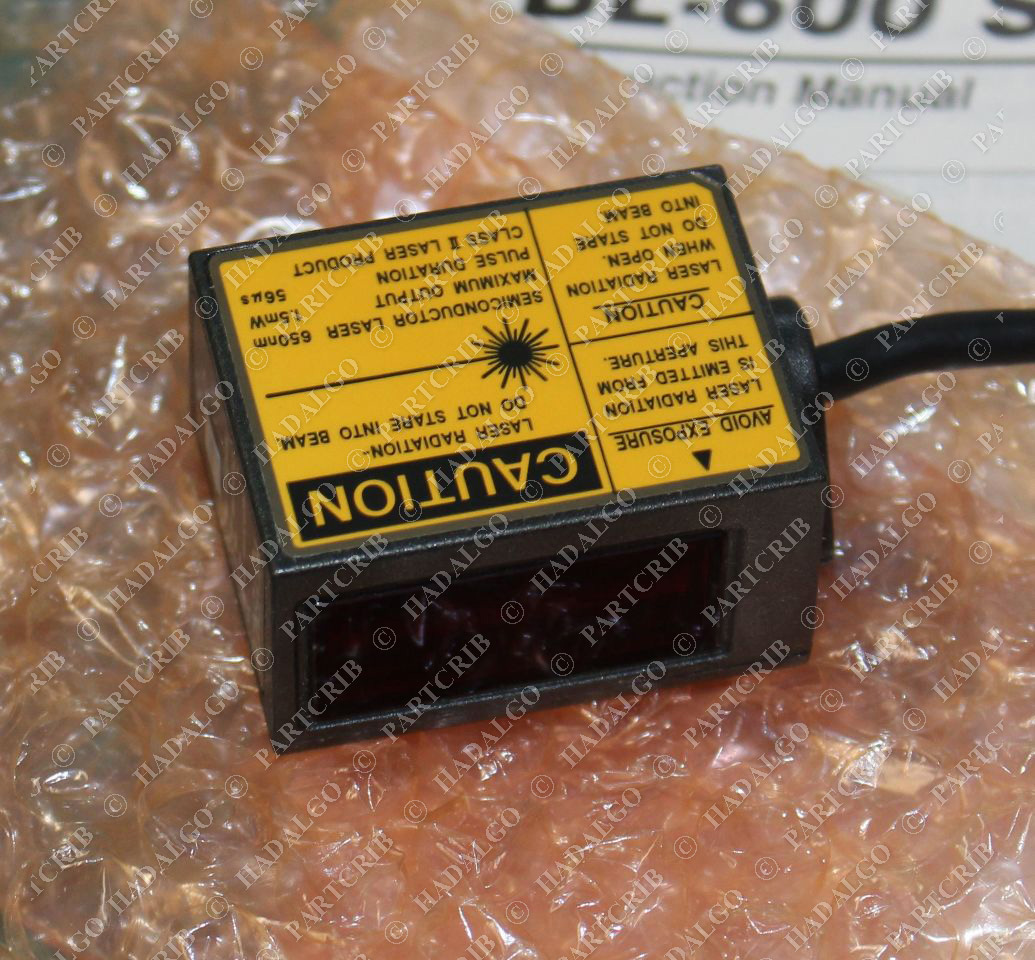 BL-600 S
ction Manual
CAUTION
LASER RADIATION-
DO NOT STARE INTO BEAM.
SEMICONDUCTOR LASER 650nm
MAXIMUM OUTPUT 1.5mW
PULSE DURATION 56μs
CLASS II LASER PRODUCT
AVOID EXPOSURE
LASER RADIATION
IS EMITTED FROM
THIS APERTURE.
CAUTION
LASER RADIATION
WHEN OPEN.
DO NOT STARE
INTO BEAM.
© PARTCRIB
© HADALGO